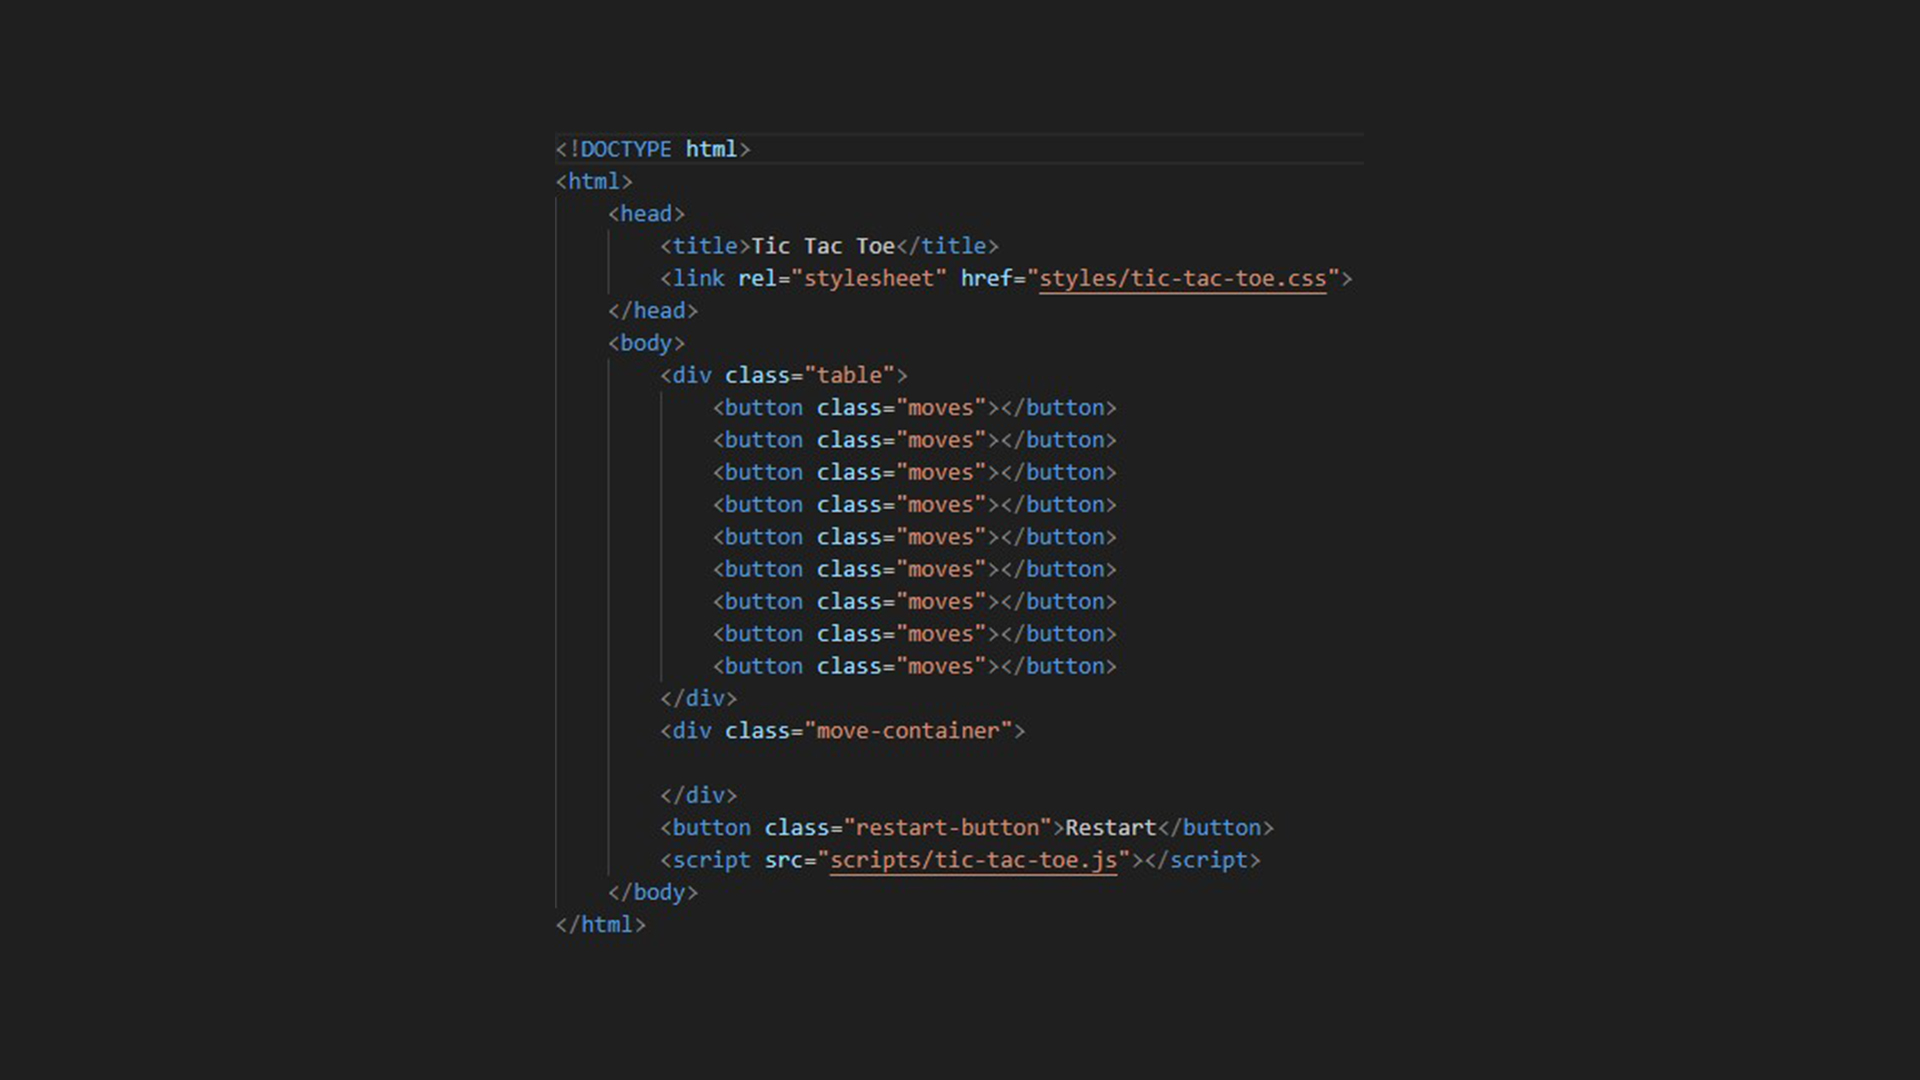 <!DOCTYPE html>
<html>
    <head>
        <title>Tic Tac Toe</title>
        <link rel="stylesheet" href="styles/tic-tac-toe.css">
    </head>
    <body>
        <div class="table">
            <button class="moves"></button>
            <button class="moves"></button>
            <button class="moves"></button>
            <button class="moves"></button>
            <button class="moves"></button>
            <button class="moves"></button>
            <button class="moves"></button>
            <button class="moves"></button>
            <button class="moves"></button>
        </div>
        <div class="move-container">

        </div>
        <button class="restart-button">Restart</button>
        <script src="scripts/tic-tac-toe.js"></script>
    </body>
</html>